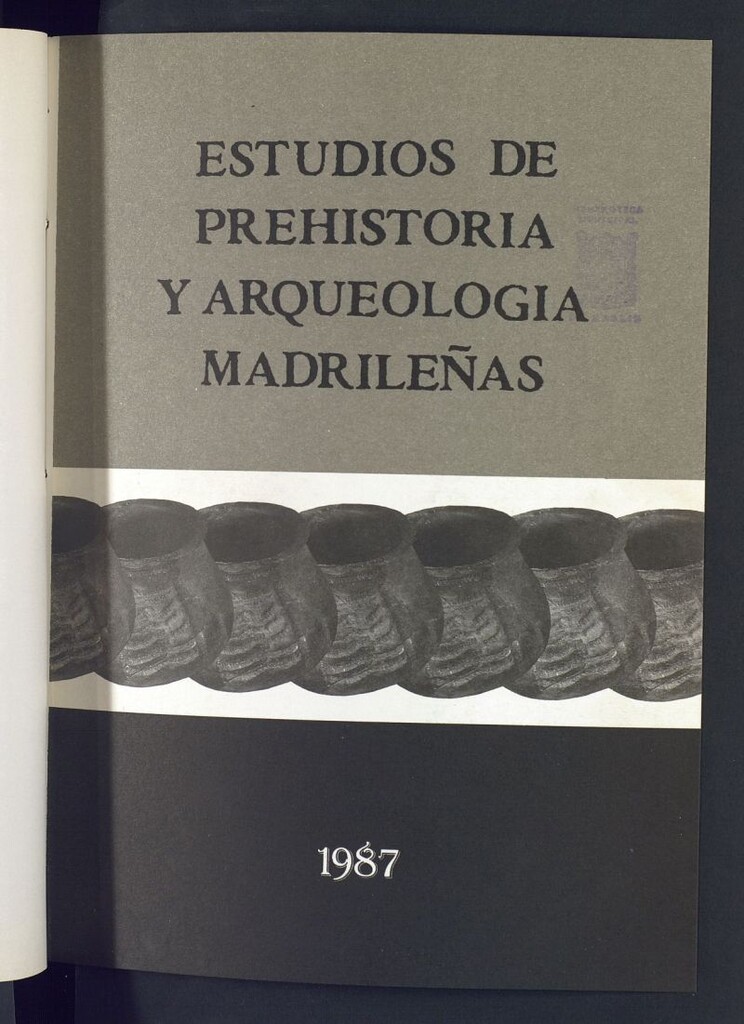 ESTUDIOS DE
PREHISTORIA
Y ARQUEOLOGIA
MADRILEÑAS
1987